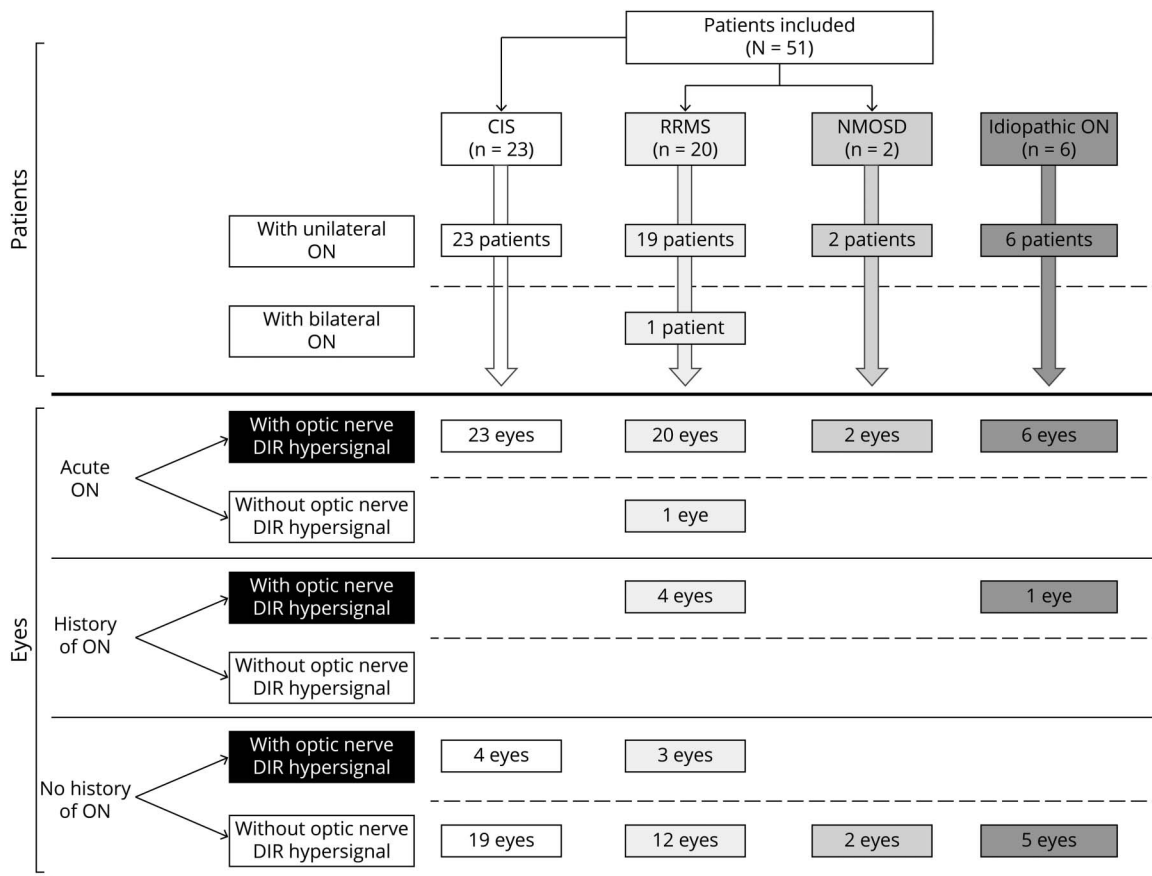 Patients included
(N = 51)
Patients
CIS
(n = 23)
RRMS
(n = 20)
NMOSD
(n = 2)
Idiopathic ON
(n = 6)
With unilateral
ON
23 patients
19 patients
2 patients
6 patients
With bilateral
ON
1 patient
Eyes
Acute
ON
With optic nerve
DIR hypersignal
23 eyes
20 eyes
2 eyes
6 eyes
Without optic nerve
DIR hypersignal
1 eye
History
of ON
With optic nerve
DIR hypersignal
4 eyes
1 eye
Without optic nerve
DIR hypersignal
No history
of ON
With optic nerve
DIR hypersignal
4 eyes
3 eyes
Without optic nerve
DIR hypersignal
19 eyes
12 eyes
2 eyes
5 eyes